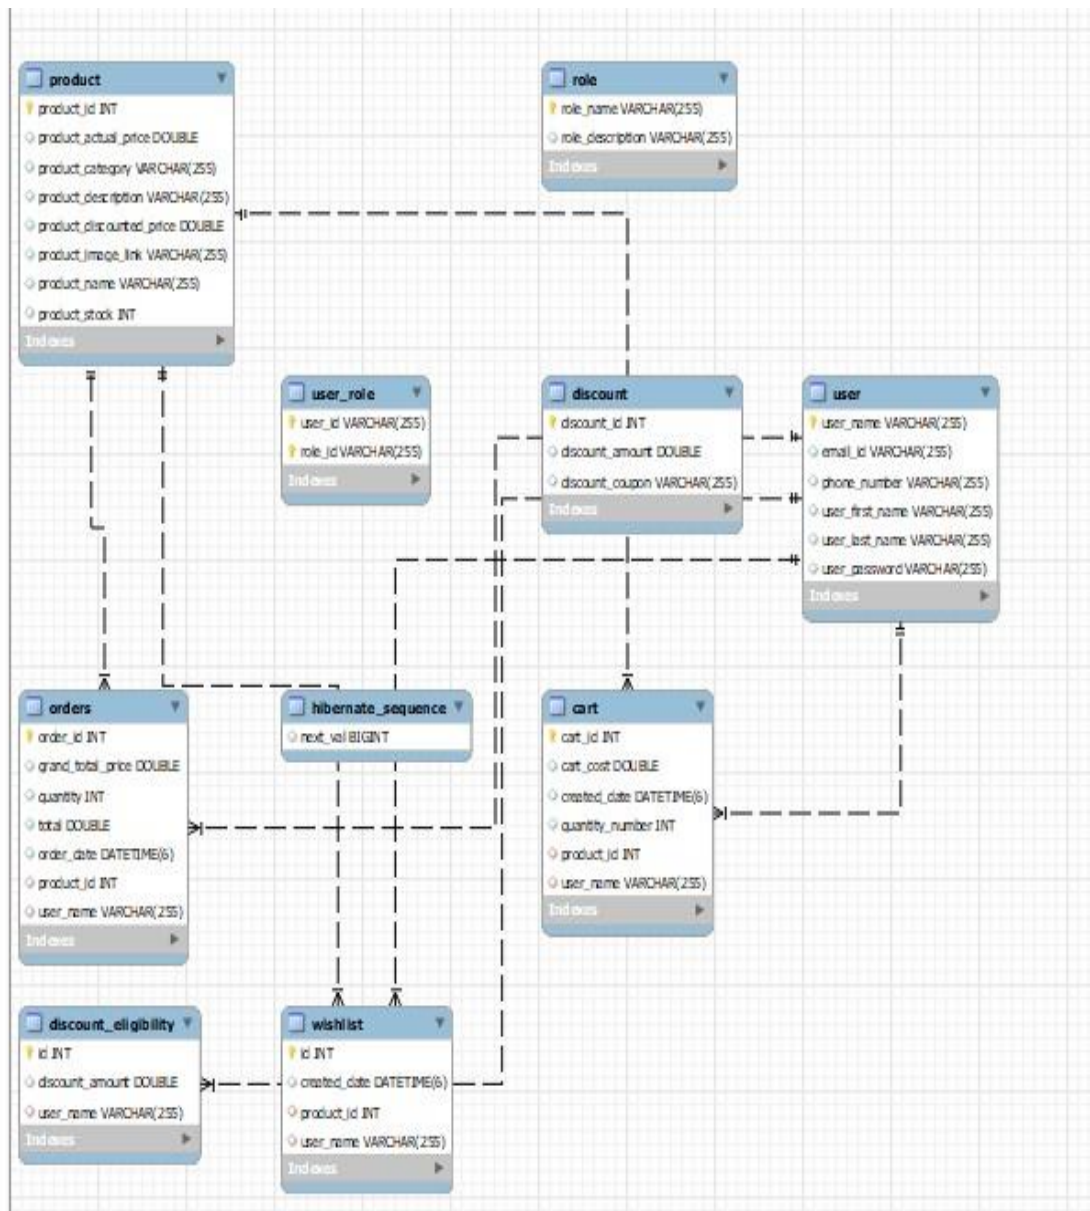 product
product_id INT
product_actual_price DOUBLE
product_category VARCHAR(255)
product_description VARCHAR(255)
product_discounted_price DOUBLE
product_image_link VARCHAR(255)
product_name VARCHAR(255)
product_stock INT
Indexes
role
role_name VARCHAR(255)
role_description VARCHAR(255)
Indexes
user_role
user_id VARCHAR(255)
role_id VARCHAR(255)
Indexes
discount
discount_id INT
discount_amount DOUBLE
discount_coupon VARCHAR(255)
Indexes
user
user_name VARCHAR(255)
email_id VARCHAR(255)
phone_number VARCHAR(255)
user_first_name VARCHAR(255)
user_last_name VARCHAR(255)
user_password VARCHAR(255)
Indexes
orders
order_id INT
grand_total_price DOUBLE
quantity INT
total DOUBLE
order_date DATETIME(6)
product_id INT
user_name VARCHAR(255)
Indexes
hibernate_sequence
next_val BIGINT
cart
cart_id INT
cart_cost DOUBLE
created_date DATETIME(6)
quantity_number INT
product_id INT
user_name VARCHAR(255)
Indexes
discount_eligibility
id INT
discount_amount DOUBLE
user_name VARCHAR(255)
Indexes
wishlist
id INT
created_date DATETIME(6)
product_id INT
user_name VARCHAR(255)
Indexes